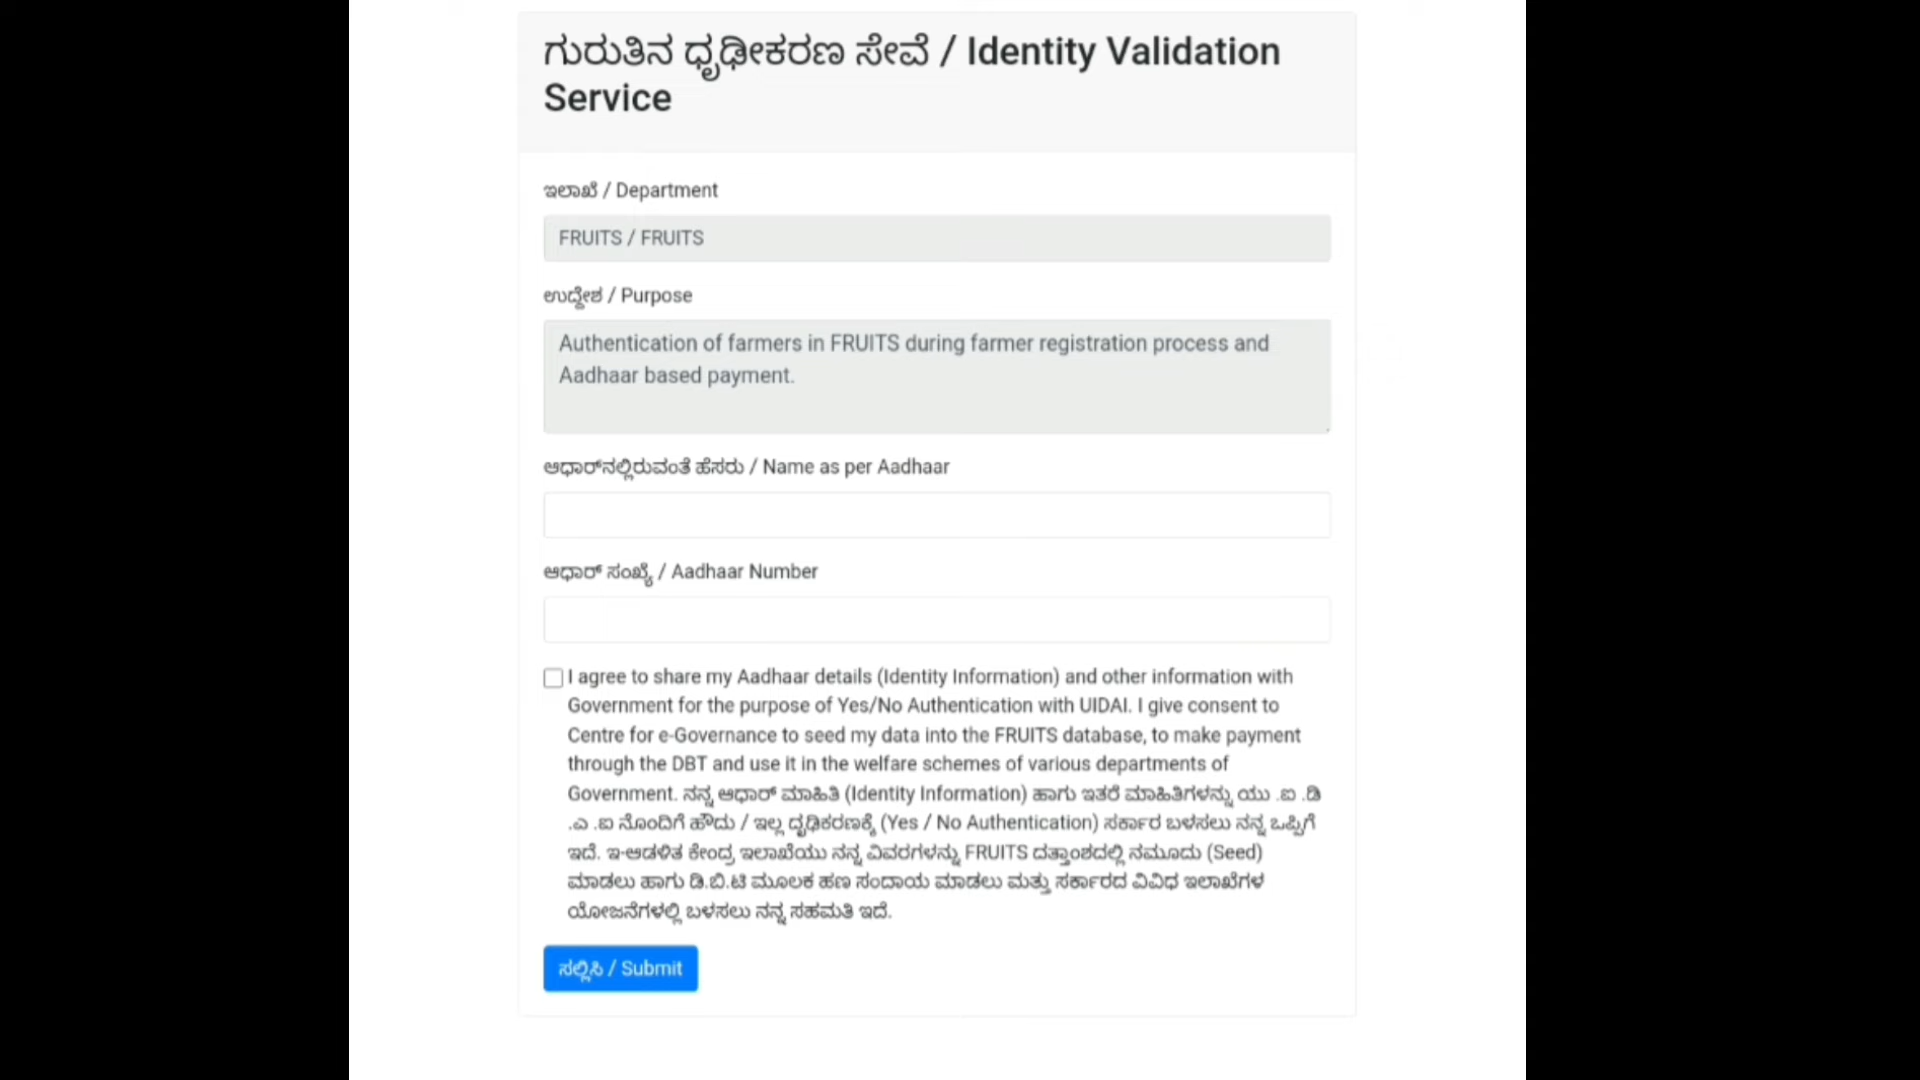 ಗುರುತಿನ ಧೃಢೀಕರಣ ಸೇವೆ / Identity Validation
Service
ಇಲಾಖೆ / Department
FRUITS / FRUITS
ಉದ್ದೇಶ / Purpose
Authentication of farmers in FRUITS during farmer registration process and
Aadhaar based payment.
ಆಧಾರ್‌ನಲ್ಲಿರುವಂತೆ ಹೆಸರು / Name as per Aadhaar
ಆಧಾರ್ ಸಂಖ್ಯೆ / Aadhaar Number
I agree to share my Aadhaar details (Identity Information) and other information with
Government for the purpose of Yes/No Authentication with UIDAI. I give consent to
Centre for e-Governance to seed my data into the FRUITS database, to make payment
through the DBT and use it in the welfare schemes of various departments of
Government. ನನ್ನ ಆಧಾರ್ ಮಾಹಿತಿ (Identity Information) ಹಾಗು ಇತರೆ ಮಾಹಿತಿಗಳನ್ನು ಯು .ಐ .ಡಿ
.ಎ .ಐ ನೊಂದಿಗೆ ಹೌದು / ಇಲ್ಲ ದೃಢಿಕರಣಕ್ಕೆ (Yes / No Authentication) ಸರ್ಕಾರ ಬಳಸಲು ನನ್ನ ಒಪ್ಪಿಗೆ
ಇದೆ. ಇ-ಆಡಳಿತ ಕೇಂದ್ರ ಇಲಾಖೆಯು ನನ್ನ ವಿವರಗಳನ್ನು FRUITS ದತ್ತಾಂಶದಲ್ಲಿ ನಮೂದು (Seed)
ಮಾಡಲು ಹಾಗು ಡಿ.ಬಿ.ಟಿ ಮೂಲಕ ಹಣ ಸಂದಾಯ ಮಾಡಲು ಮತ್ತು ಸರ್ಕಾರದ ವಿವಿಧ ಇಲಾಖೆಗಳ
ಯೋಜನೆಗಳಲ್ಲಿ ಬಳಸಲು ನನ್ನ ಸಹಮತಿ ಇದೆ.
ಸಲ್ಲಿಸಿ / Submit